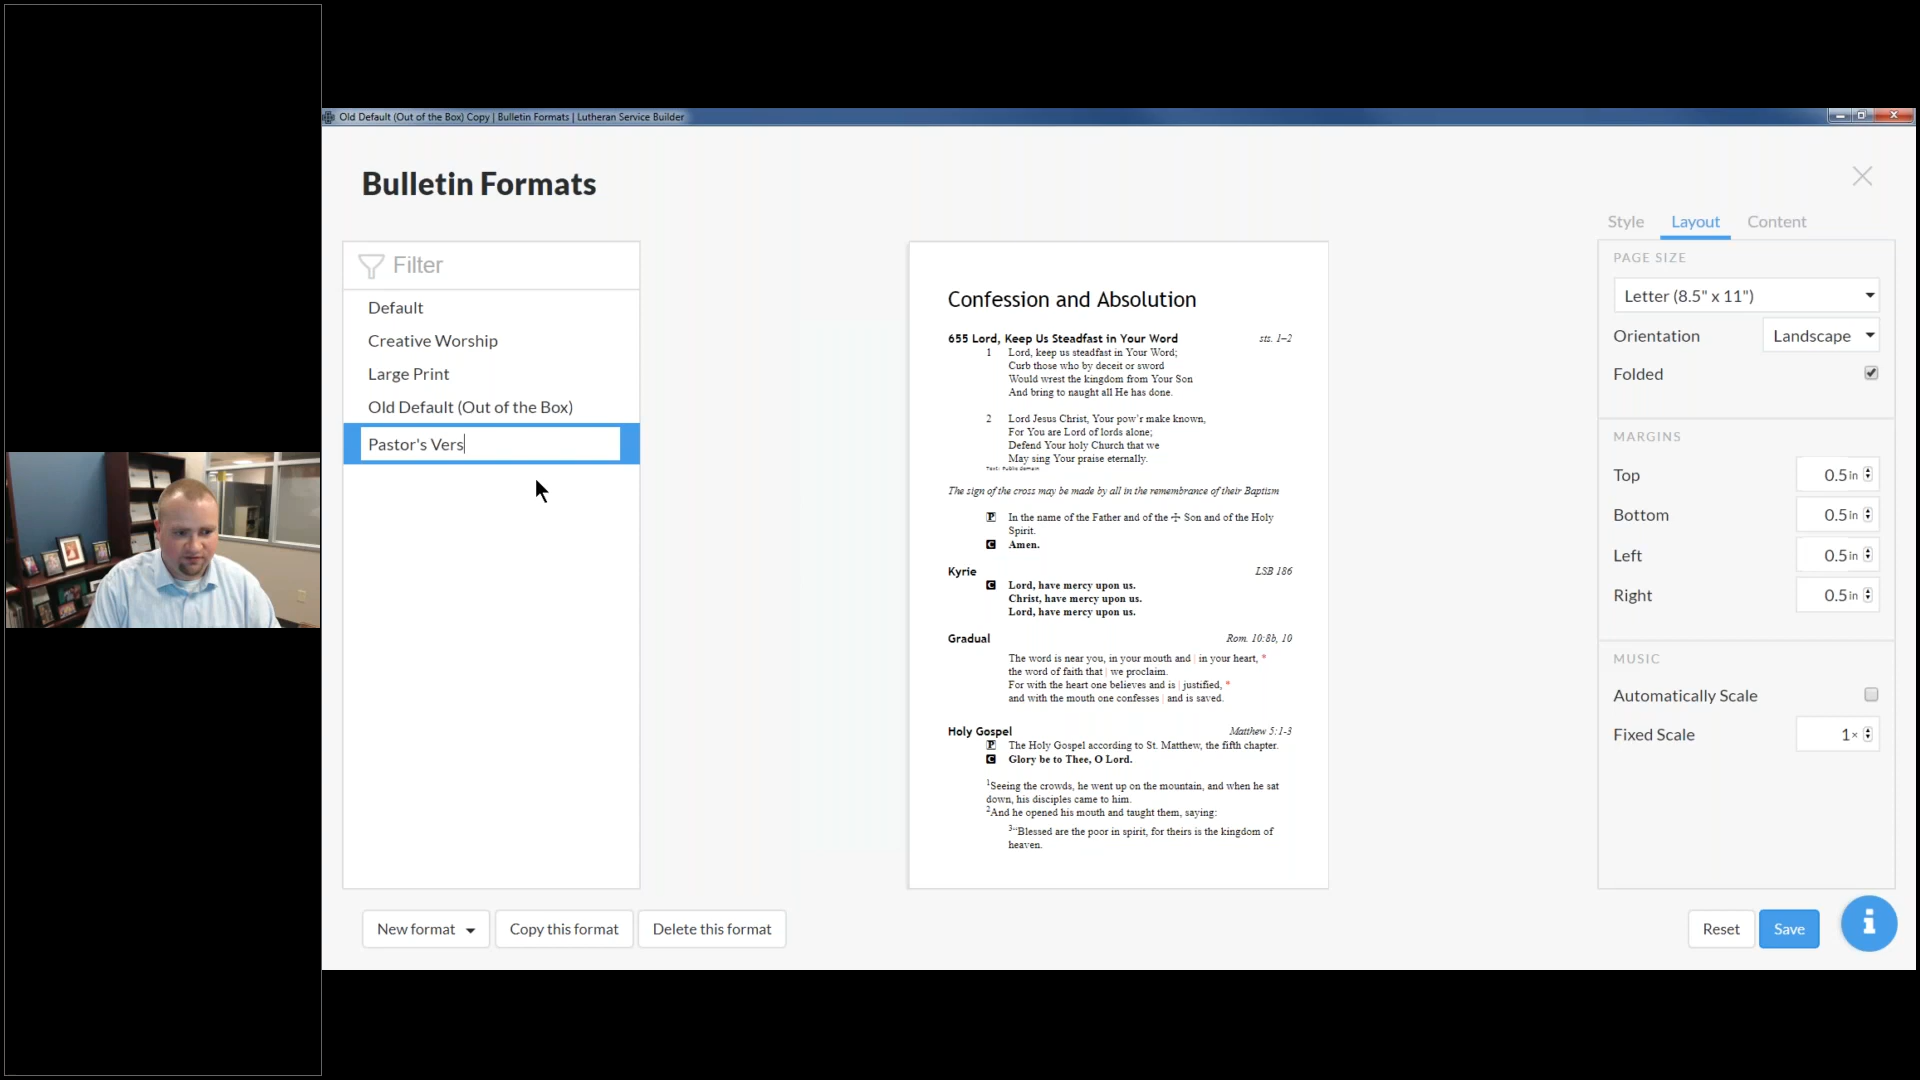 Old Default (Out of the Box) Copy | Bulletin Formats | Lutheran Service Builder
Bulletin Formats
Filter
Default
Creative Worship
Large Print
Old Default (Out of the Box)
Pastor's Vers
New format
Copy this format
Delete this format
Confession and Absolution
655 Lord, Keep Us Steadfast in Your Word sts. 1–2
1 Lord, keep us steadfast in Your Word;
Curb those who by deceit or sword
Would wrest the kingdom from Your Son
And bring to naught all He has done.
2 Lord Jesus Christ, Your pow'r make known,
For You are Lord of lords alone;
Defend Your holy Church that we
May sing Your praise eternally.
Text: Public domain
The sign of the cross may be made by all in the remembrance of their Baptism
P In the name of the Father and of the ☩ Son and of the Holy
Spirit.
C Amen.
Kyrie LSB 186
C Lord, have mercy upon us.
Christ, have mercy upon us.
Lord, have mercy upon us.
Gradual Rom. 10:8b, 10
The word is near you, in your mouth and | in your heart, *
the word of faith that | we proclaim.
For with the heart one believes and is | justified, *
and with the mouth one confesses | and is saved.
Holy Gospel Matthew 5:1-3
P The Holy Gospel according to St. Matthew, the fifth chapter.
C Glory be to Thee, O Lord.
1Seeing the crowds, he went up on the mountain, and when he sat
down, his disciples came to him.
2And he opened his mouth and taught them, saying:
3“Blessed are the poor in spirit, for theirs is the kingdom of
heaven.
Style Layout Content
PAGE SIZE
Letter (8.5" x 11")
Orientation Landscape
Folded
MARGINS
Top 0.5in
Bottom 0.5in
Left 0.5in
Right 0.5in
MUSIC
Automatically Scale
Fixed Scale 1×
Reset
Save
i